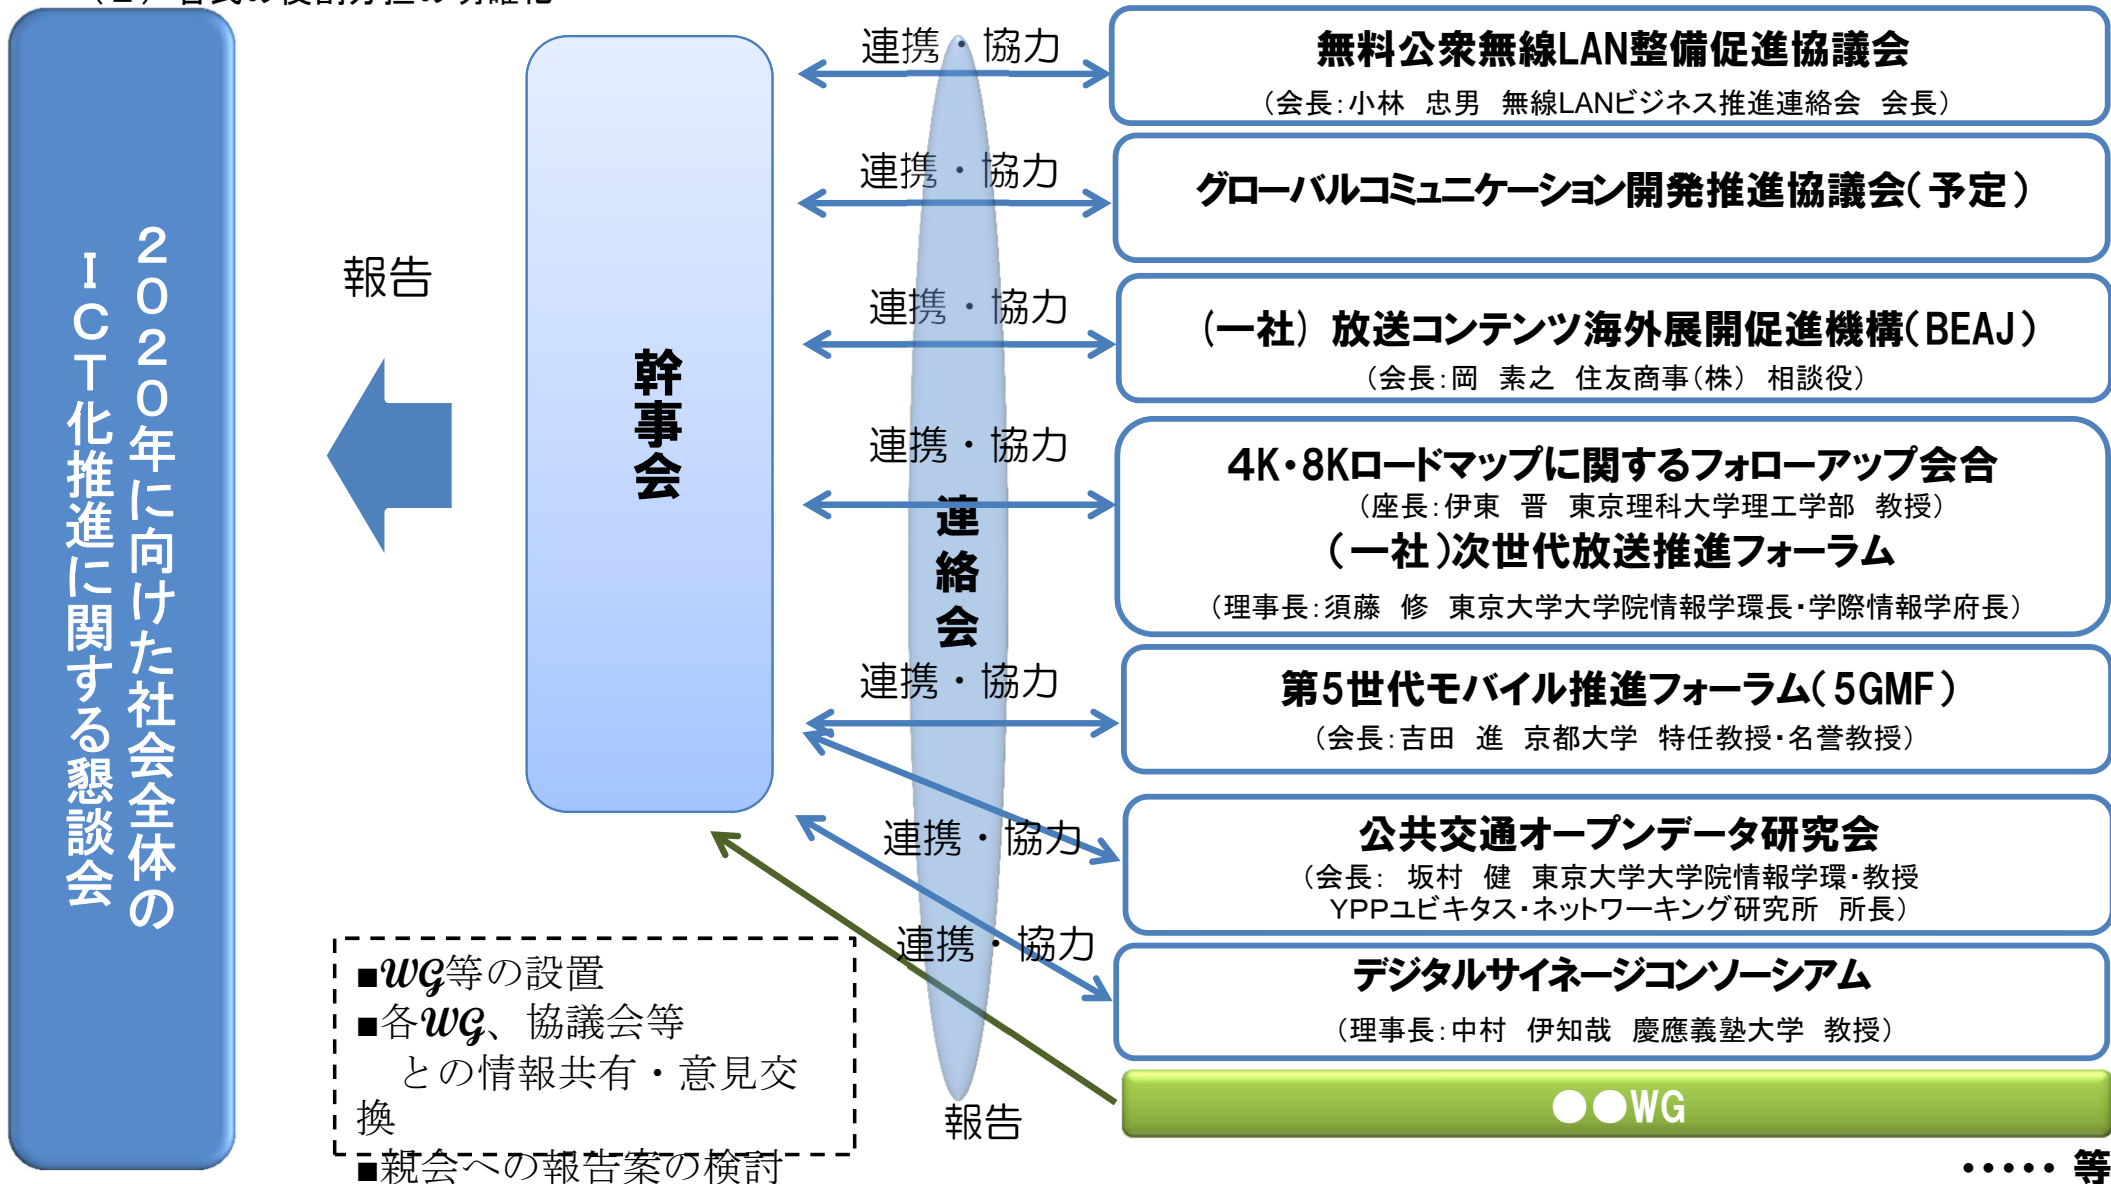 ２０２０年に向けた社会全体の
ＩＣＴ化推進に関する懇談会
報告
幹事会
■WG等の設置
■各WG、協議会等
との情報共有・意見交
換
■親会への報告案の検討
連絡会
連携・協力
無料公衆無線LAN整備促進協議会
（会長：小林　忠男　無線LANビジネス推進連絡会　会長）
連携・協力
グローバルコミュニケーション開発推進協議会（予定）
連携・協力
（一社）放送コンテンツ海外展開促進機構（BEAJ）
（会長：岡　素之　住友商事（株）　相談役）
連携・協力
4K・8Kロードマップに関するフォローアップ会合
（座長：伊東　晋　東京理科大学理工学部　教授）
（一社）次世代放送推進フォーラム
（理事長：須藤　修　東京大学大学院情報学環長・学際情報学府長）
連携・協力
第5世代モバイル推進フォーラム（5GMF）
（会長：吉田　進　京都大学　特任教授・名誉教授）
連携・協力
公共交通オープンデータ研究会
（会長：　坂村　健　東京大学大学院情報学環・教授
YPPユビキタス・ネットワーキング研究所　所長）
連携・協力
デジタルサイネージコンソーシアム
（理事長：中村　伊知哉　慶應義塾大学　教授）
報告
●●WG
・・・・・ 等